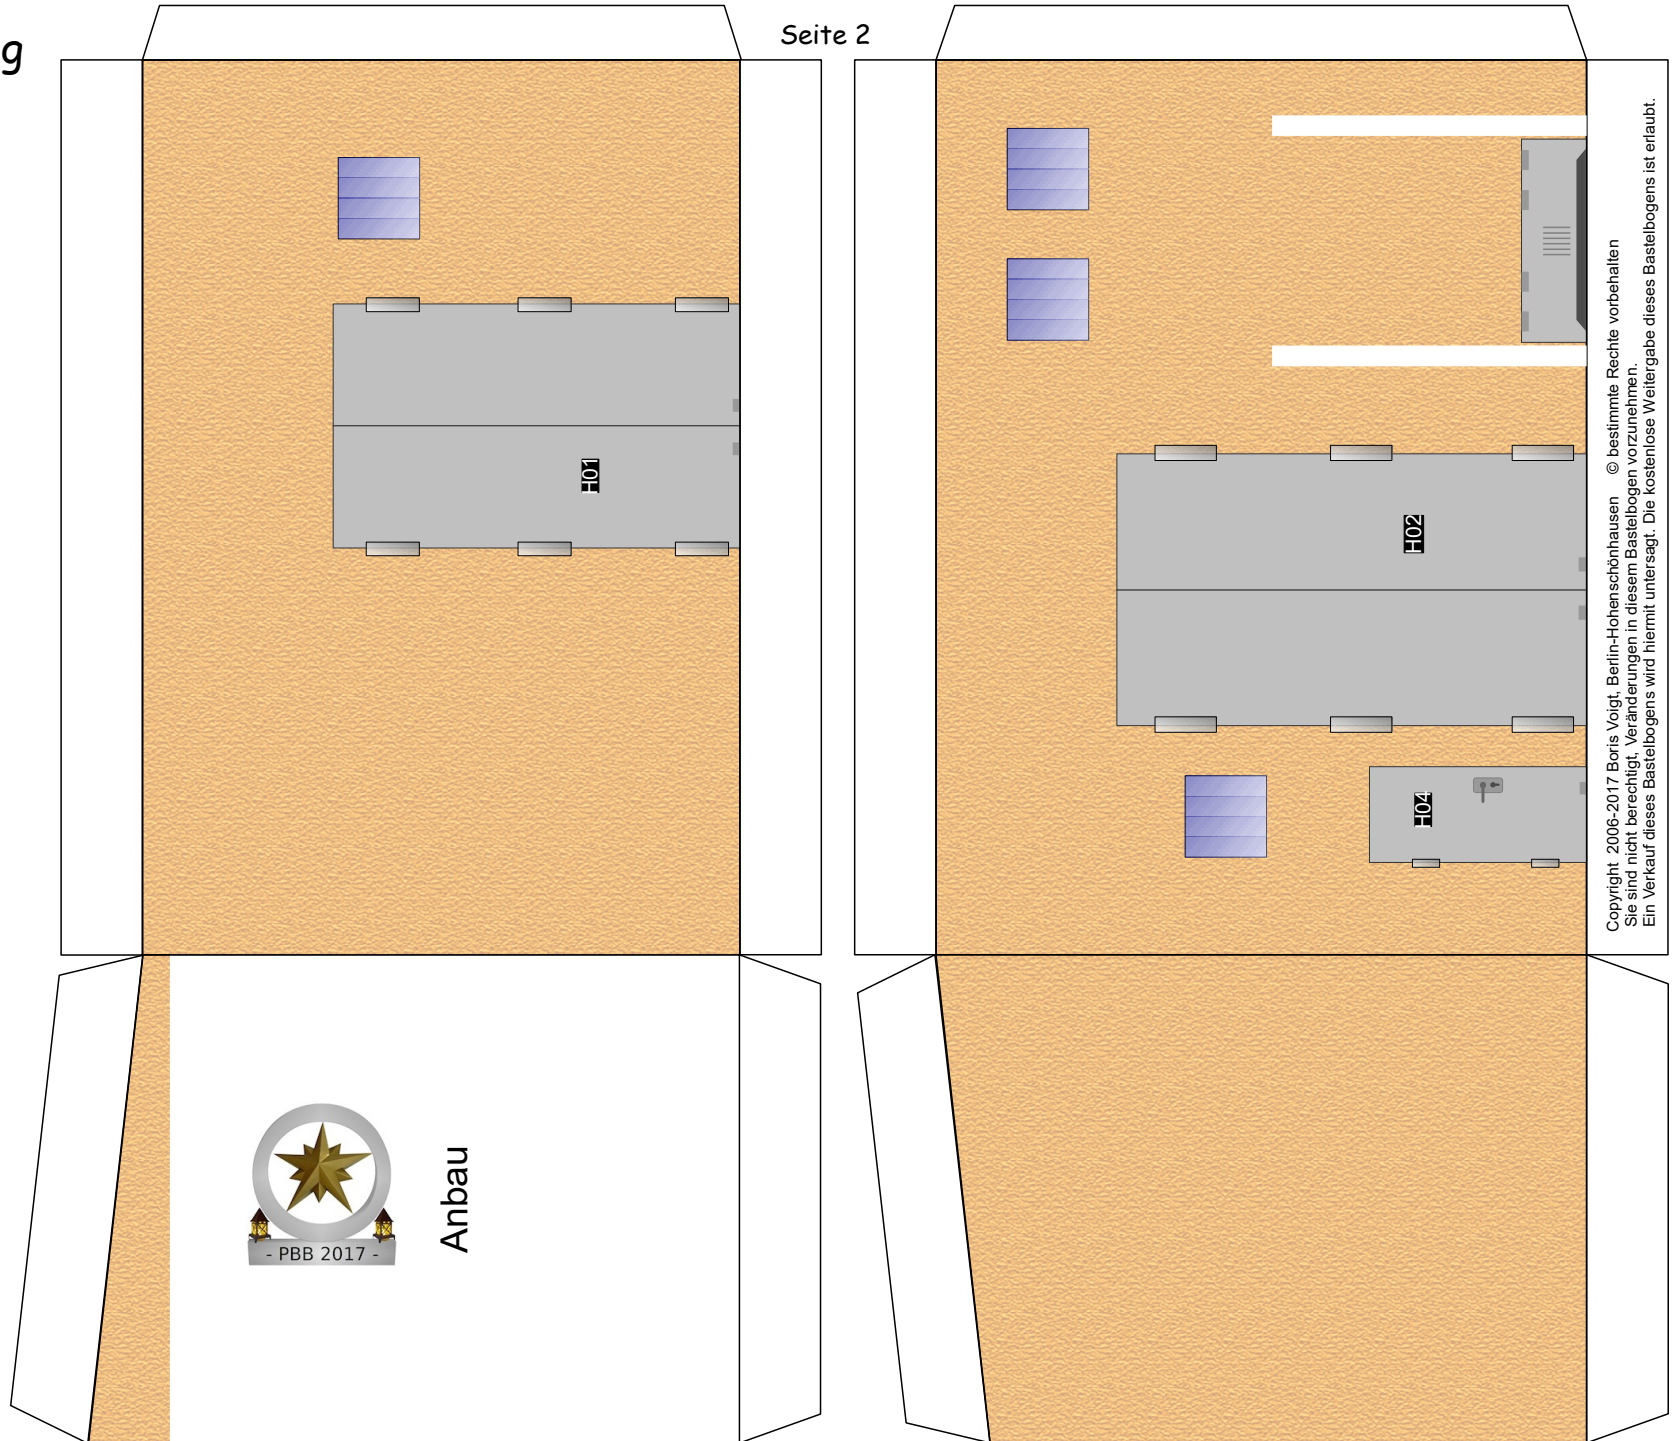 g
Seite 2
H01
H02
H04
Copyright 2006-2017 Boris Voigt, Berlin-Hohenschönhausen © bestimmte Rechte vorbehalten
Sie sind nicht berechtigt, Veränderungen in diesem Bastelbogen vorzunehmen.
Ein Verkauf dieses Bastelbogens wird hiermit untersagt. Die kostenlose Weitergabe dieses Bastelbogens ist erlaubt.
- PBB 2017 -
Anbau